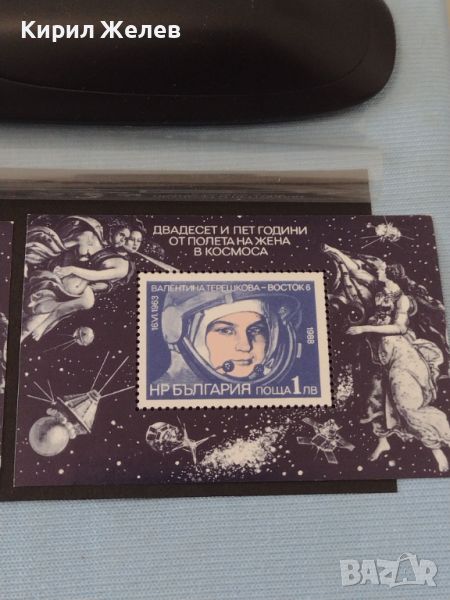 Кирил Желев
ДВАДЕСЕТ И ПЕТ ГОДИНИ
ОТ ПОЛЕТА НА ЖЕНА
В КОСМОСА
ВАЛЕНТИНА ТЕРЕШКОВА – ВОСТОК 6
16.VI.1963
1988
НР БЪЛГАРИЯ ПОЩА 1 ЛВ
BAZAR